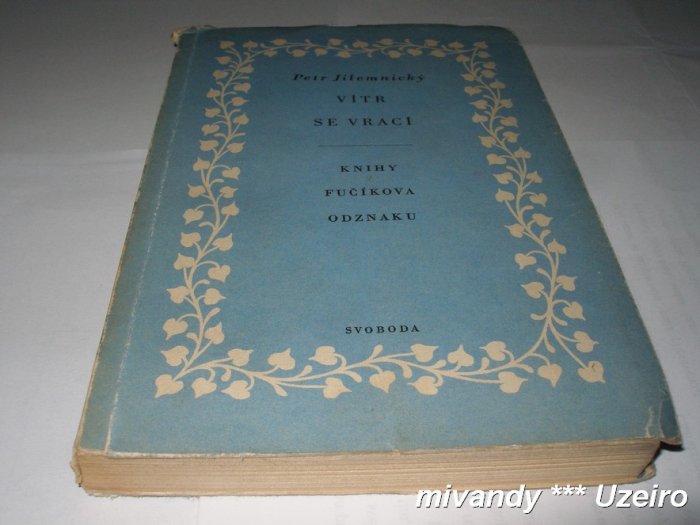 Petr Jilemnický
VÍTR
SE VRACÍ
KNIHY
FUČÍKOVA
ODZNAKU
SVOBODA
mivandy *** Uzeiro